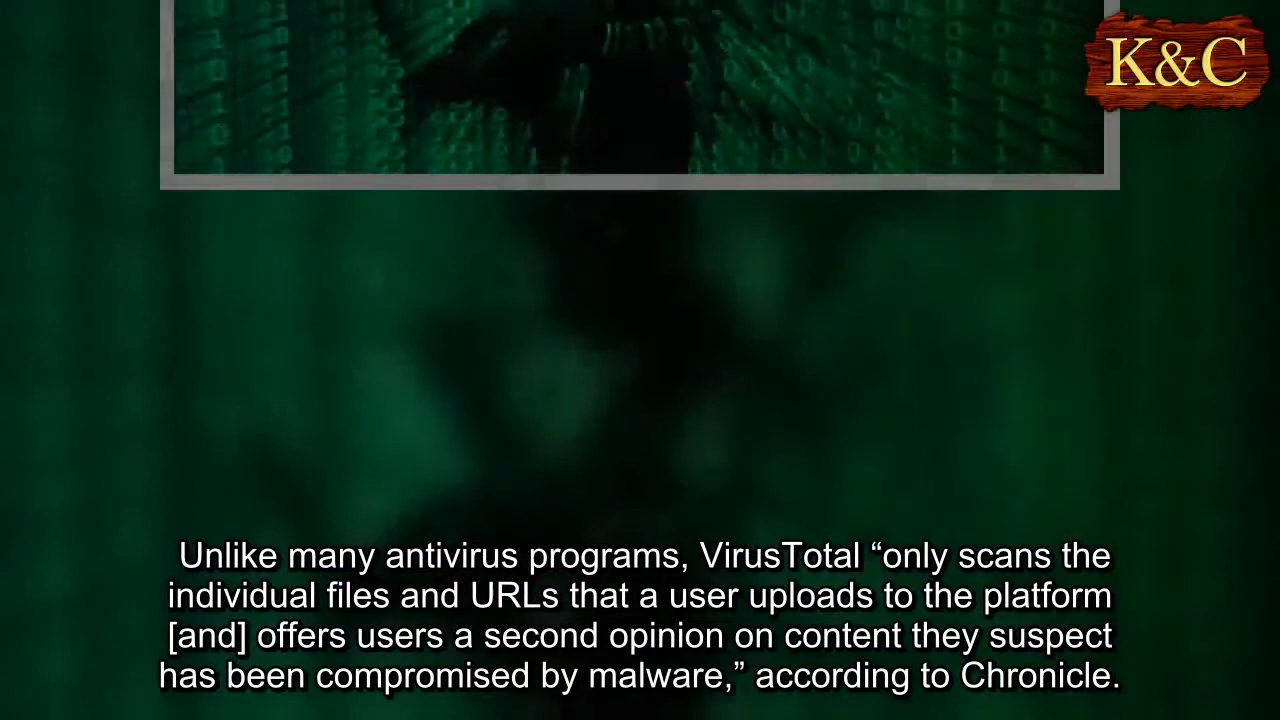 K&C
Unlike many antivirus programs, VirusTotal “only scans the
individual files and URLs that a user uploads to the platform
[and] offers users a second opinion on content they suspect
has been compromised by malware,” according to Chronicle.